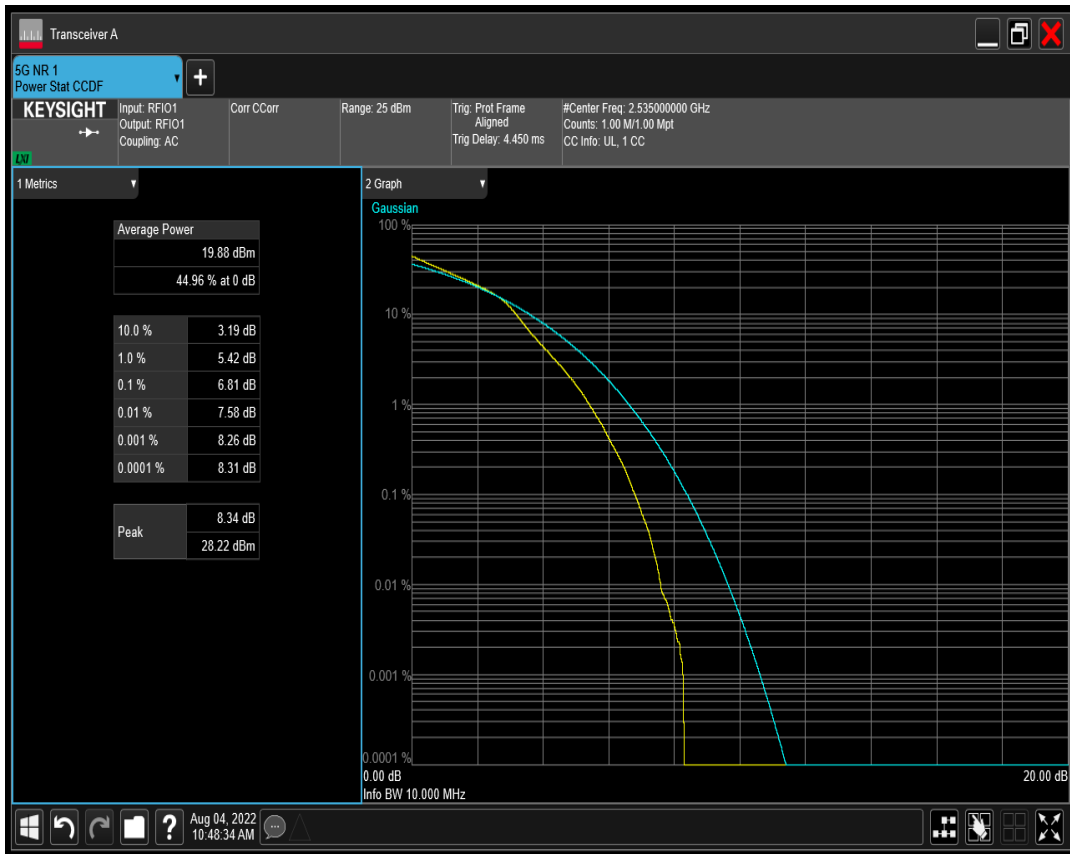 Transceiver A
5G NR 1
Power Stat CCDF
+
KEYSIGHT
LXI
Input: RFIO1
Output: RFIO1
Coupling: AC
Corr CCorr
Range: 25 dBm
Trig: Prot Frame
Aligned
Trig Delay: 4.450 ms
#Center Freq: 2.535000000 GHz
Counts: 1.00 M/1.00 Mpt
CC Info: UL, 1 CC
1 Metrics
Average Power
19.88 dBm
44.96 % at 0 dB
10.0 % 3.19 dB
1.0 % 5.42 dB
0.1 % 6.81 dB
0.01 % 7.58 dB
0.001 % 8.26 dB
0.0001 % 8.31 dB
Peak
8.34 dB
28.22 dBm
2 Graph
Gaussian
100 %
10 %
1 %
0.1 %
0.01 %
0.001 %
0.0001 %
0.00 dB 20.00 dB
Info BW 10.000 MHz
?
Aug 04, 2022
10:48:34 AM